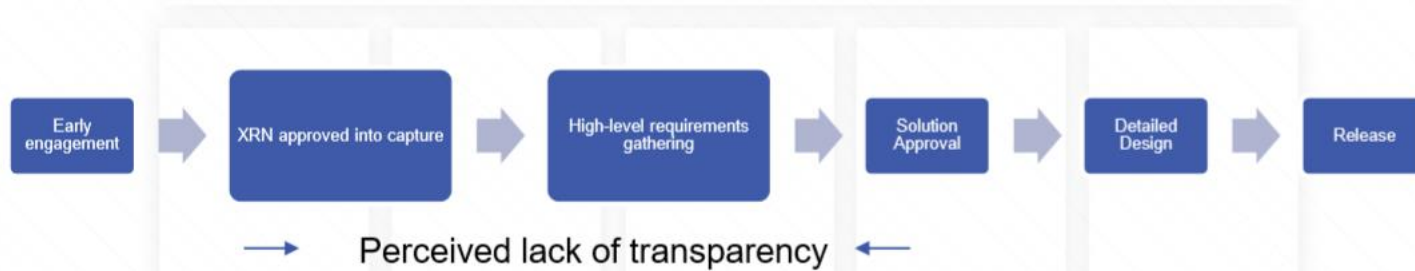 Early
engagement
XRN approved into capture
High-level requirements
gathering
Solution
Approval
Detailed
Design
Release
Perceived lack of transparency